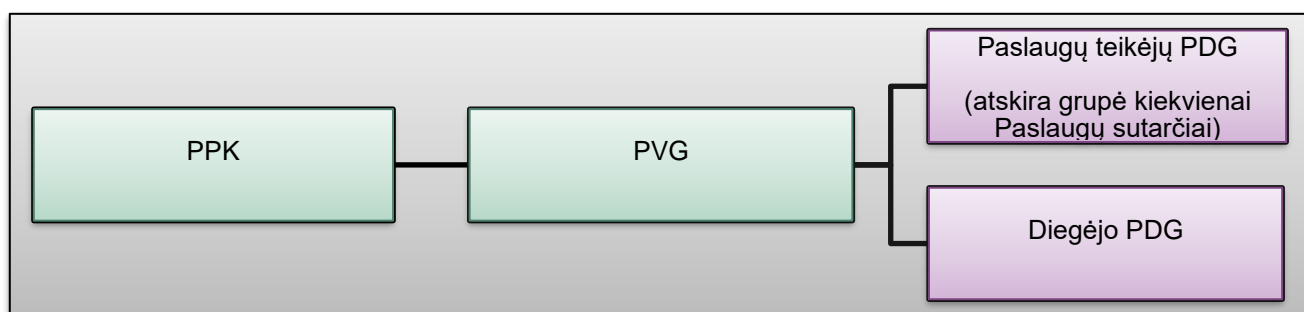 PPK
PVG
Paslaugų teikėjų PDG
(atskira grupė kiekvienai
Paslaugų sutarčiai)
Diegėjo PDG